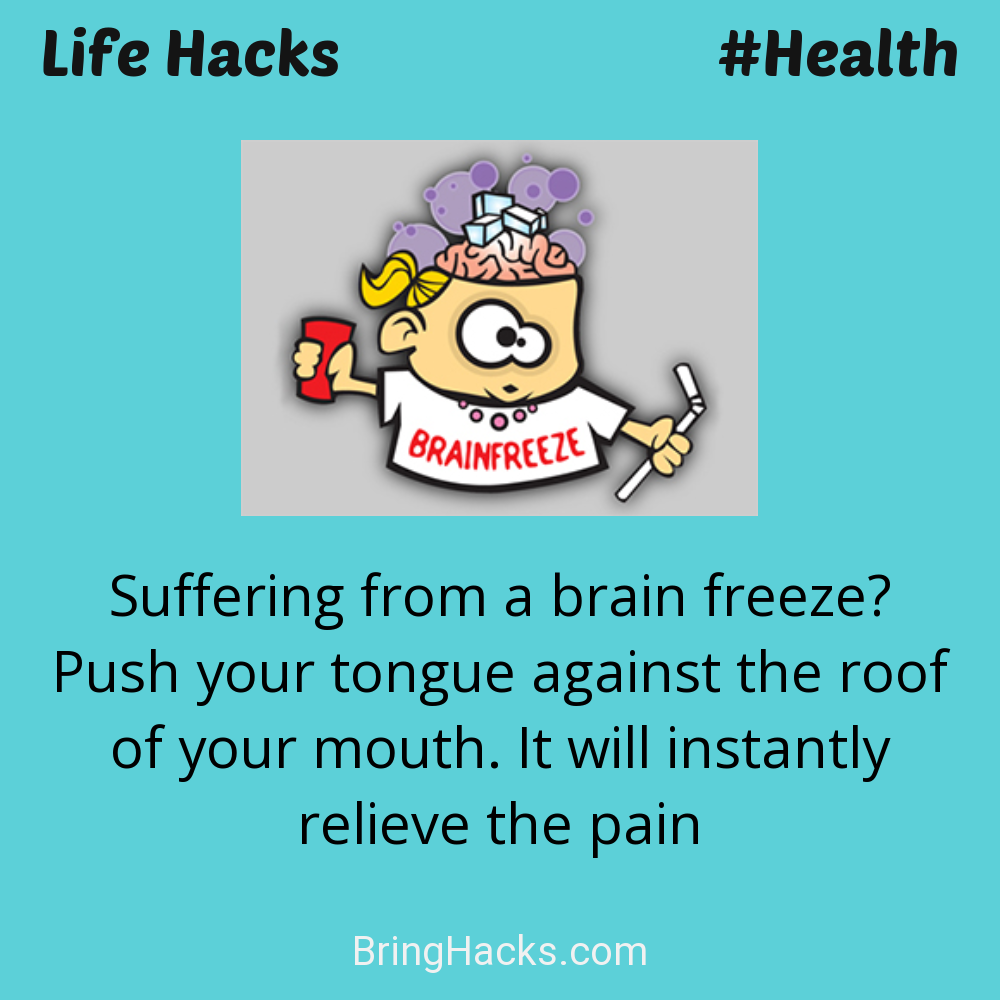 Life Hacks
#Health
BRAINFREEZE
Suffering from a brain freeze?
Push your tongue against the roof
of your mouth. It will instantly
relieve the pain
BringHacks.com